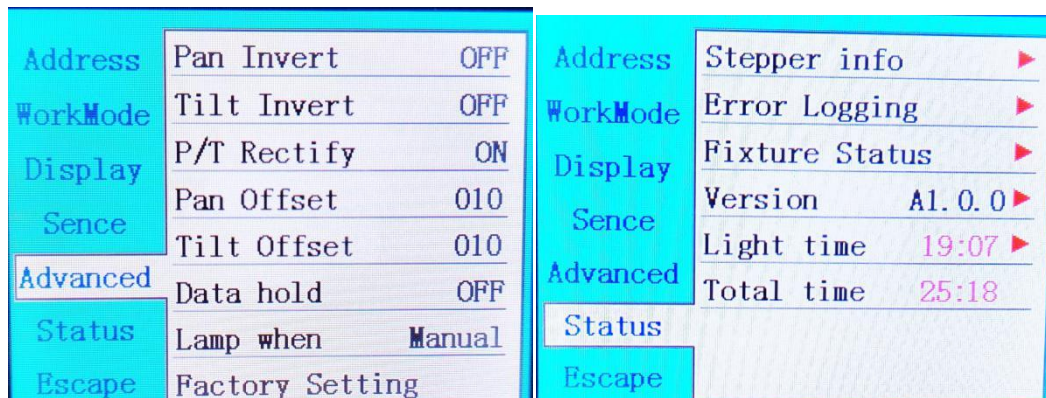 Address
WorkMode
Display
Sence
Advanced
Status
Escape
Pan Invert OFF
Tilt Invert OFF
P/T Rectify ON
Pan Offset 010
Tilt Offset 010
Data hold OFF
Lamp when Manual
Factory Setting
Address
WorkMode
Display
Sence
Advanced
Status
Escape
Stepper info
Error Logging
Fixture Status
Version A1.0.0
Light time 19:07
Total time 25:18